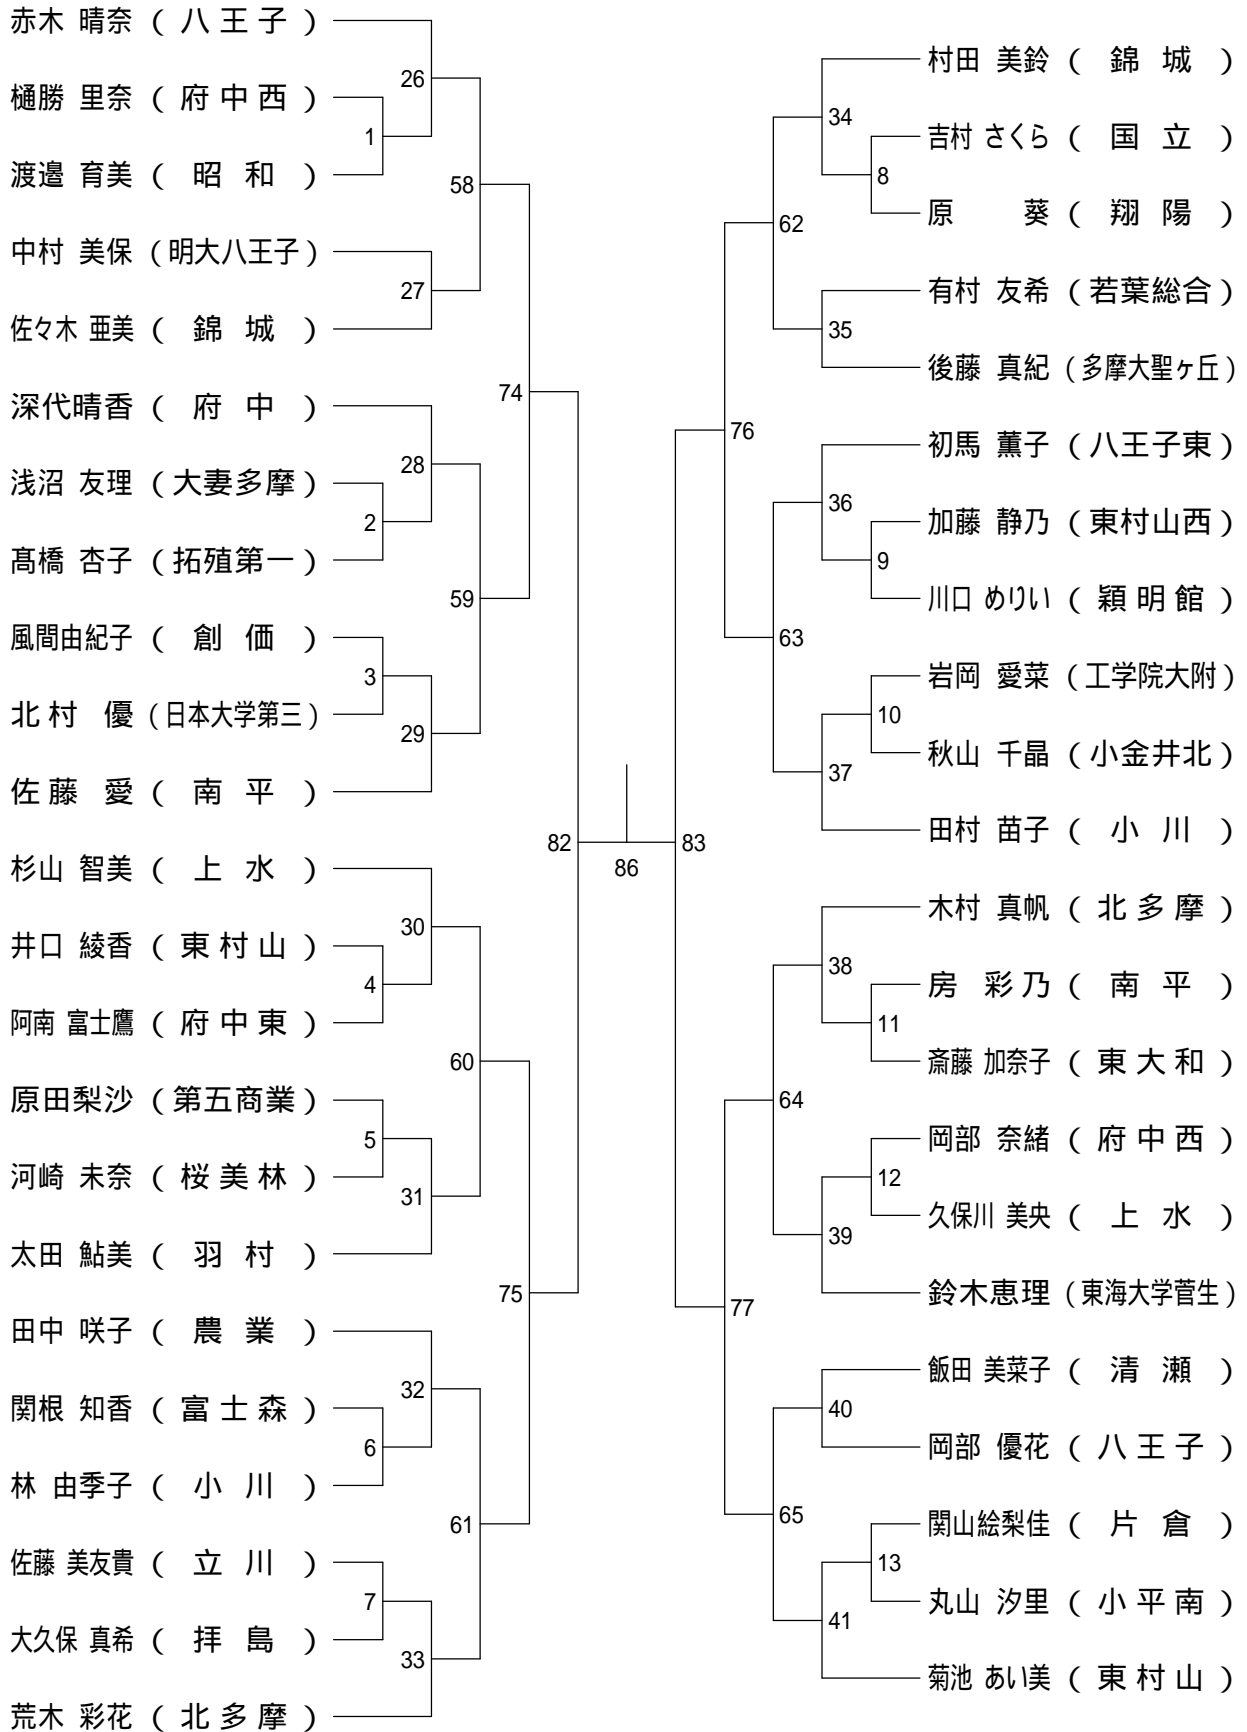 赤木 晴奈 ( 八 王 子 )
樋勝 里奈 ( 府 中 西 )
渡邉 育美 ( 昭 和 )
中村 美保 (明大八王子)
佐々木 亜美 ( 錦 城 )
深代晴香 ( 府 中 )
浅沼 友理 (大妻多摩)
髙橋 杏子 (拓殖第一)
風間由紀子 ( 創 価 )
北 村 優 (日本大学第三)
佐 藤 愛 ( 南 平 )
杉山 智美 ( 上 水 )
井口 綾香 ( 東 村 山 )
阿南 富士鷹 ( 府 中 東 )
原田梨沙 (第五商業)
河崎 未奈 ( 桜 美 林 )
太田 鮎美 ( 羽 村 )
田中 咲子 ( 農 業 )
関根 知香 ( 富 士 森 )
林 由季子 ( 小 川 )
佐藤 美友貴 ( 立 川 )
大久保 真希 ( 拝 島 )
荒木 彩花 ( 北 多 摩 )
1
2
3
4
5
6
7
26
27
28
29
30
31
32
33
58
59
60
61
74
75
82
86
83
76
77
62
63
64
65
34
35
36
37
38
39
40
41
8
9
10
11
12
13
村田 美鈴 ( 錦 城 )
吉村 さくら ( 国 立 )
原 葵 ( 翔 陽 )
有村 友希 (若葉総合)
後藤 真紀 (多摩大聖ヶ丘)
初馬 薫子 (八王子東)
加藤 静乃 (東村山西)
川口 めりい ( 穎 明 館 )
岩岡 愛菜 (工学院大附)
秋山 千晶 (小金井北)
田村 苗子 ( 小 川 )
木村 真帆 ( 北 多 摩 )
房 彩 乃 ( 南 平 )
斎藤 加奈子 ( 東 大 和 )
岡部 奈緒 ( 府 中 西 )
久保川 美央 ( 上 水 )
鈴木恵理 (東海大学菅生)
飯田 美菜子 ( 清 瀬 )
岡部 優花 ( 八 王 子 )
関山絵梨佳 ( 片 倉 )
丸山 汐里 ( 小 平 南 )
菊池 あい美 ( 東 村 山 )